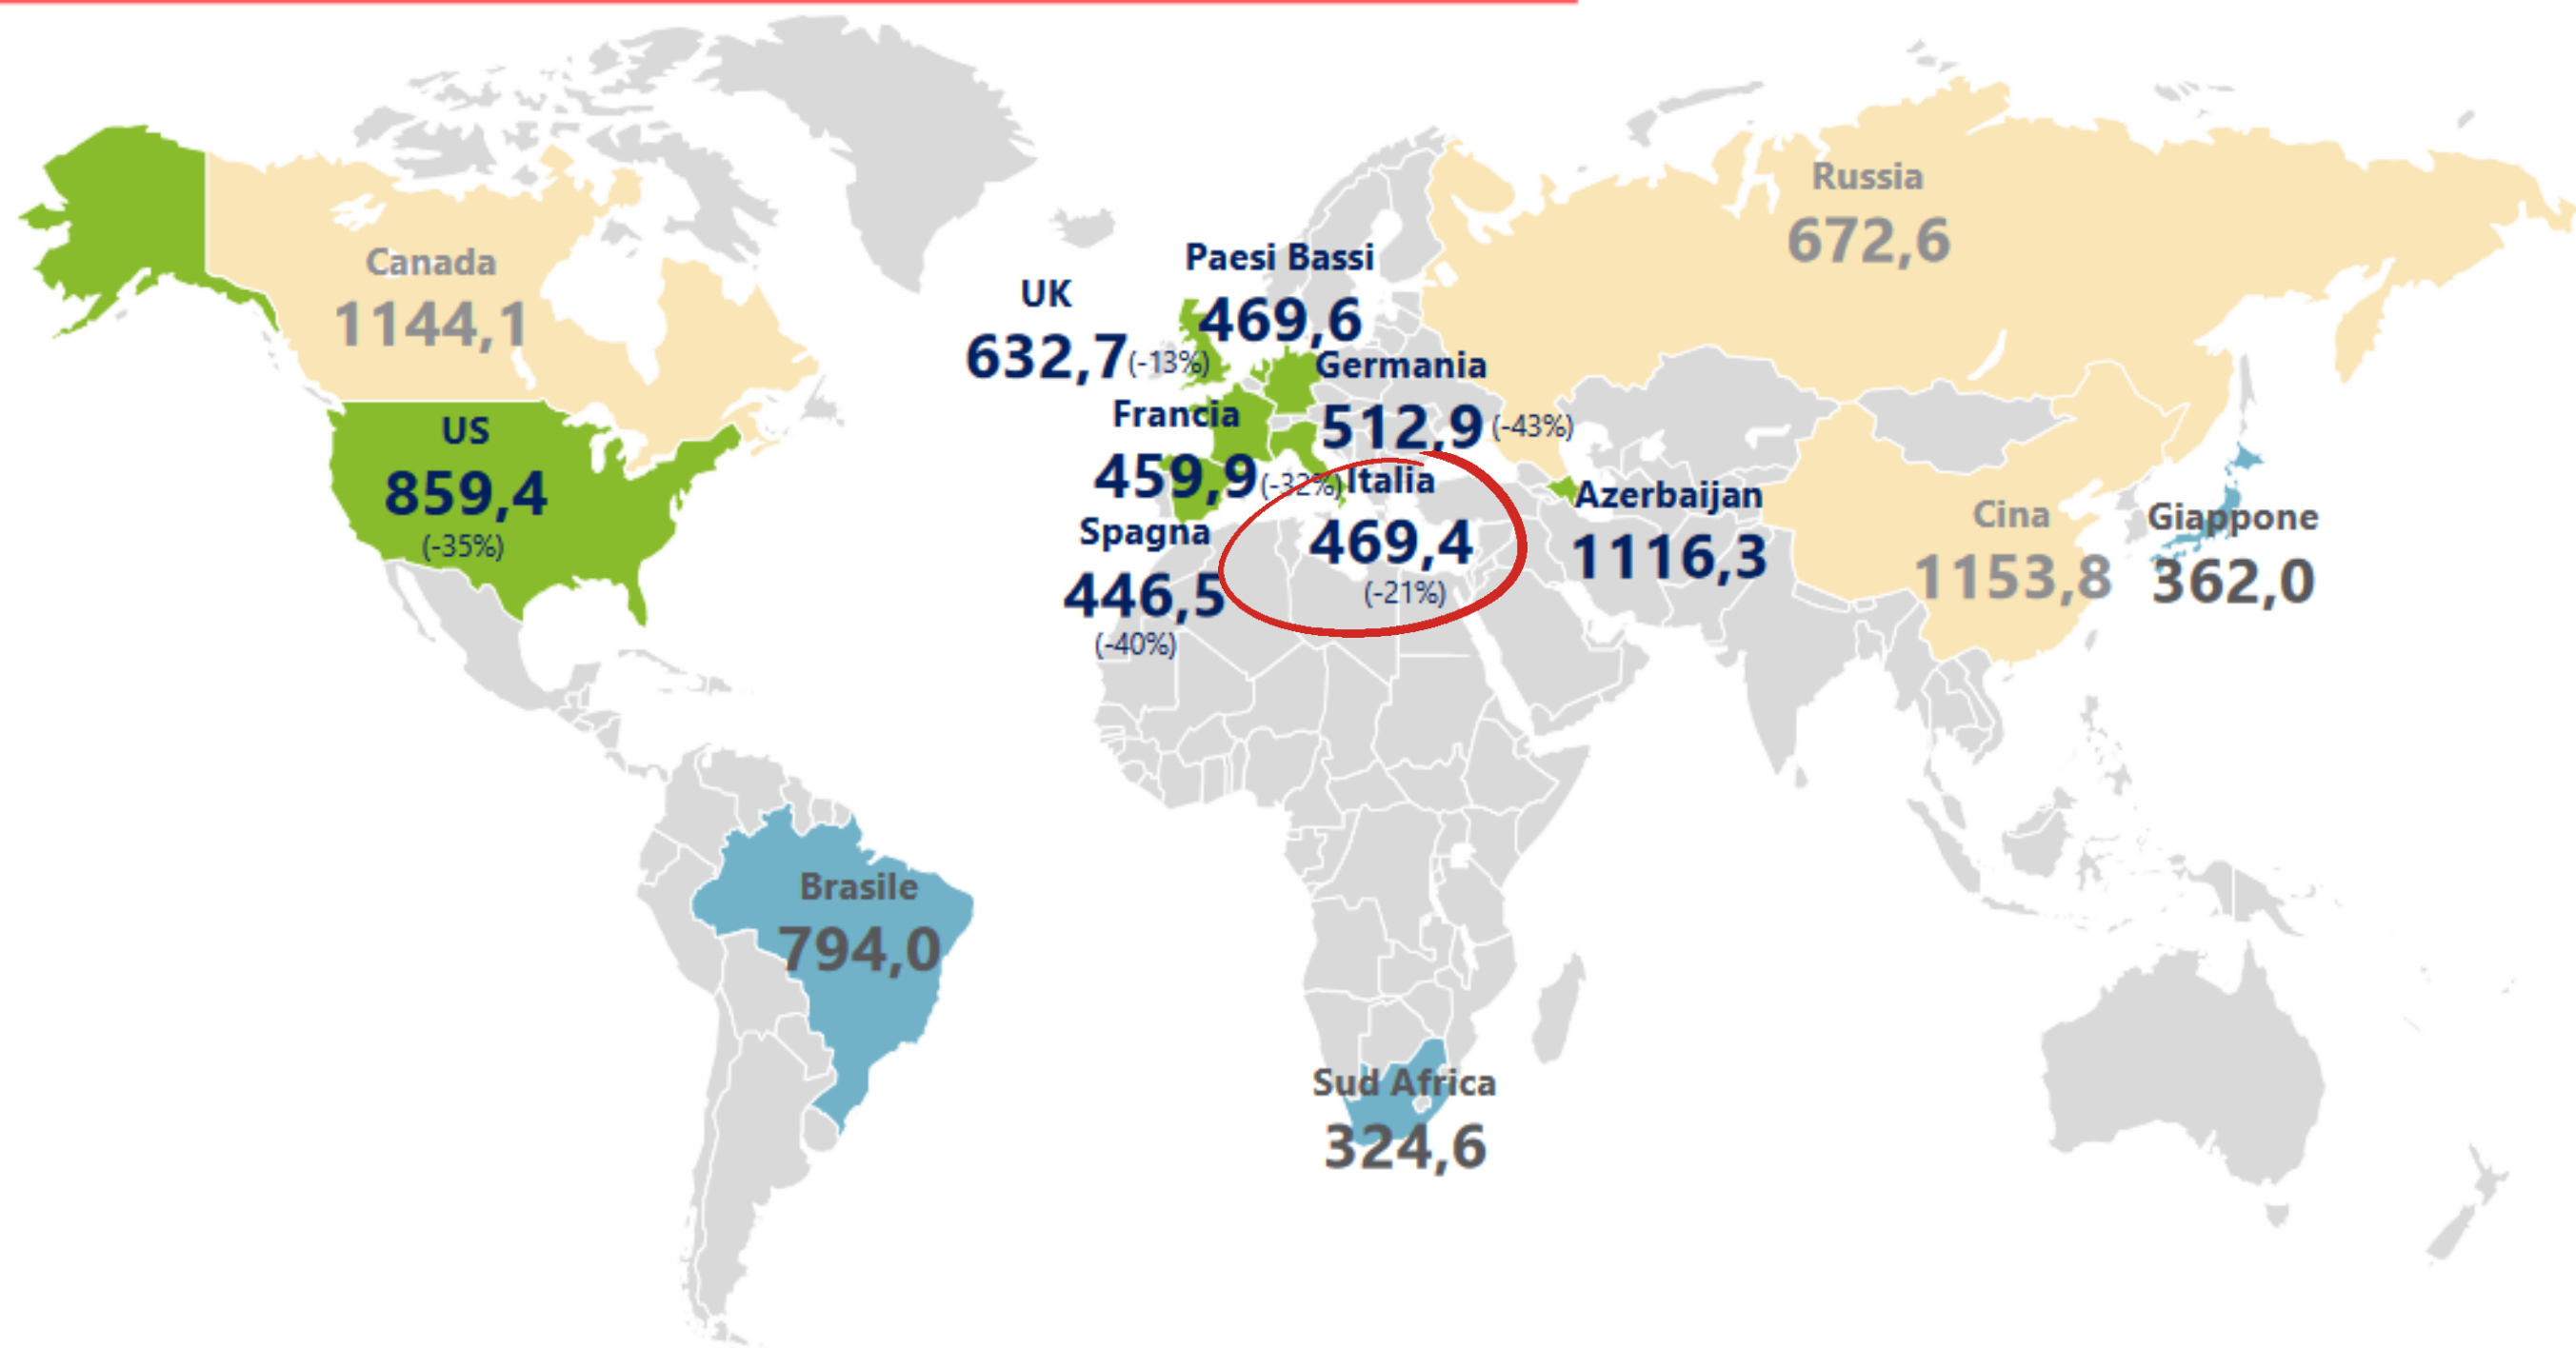 Russia
672,6
Canada
1144,1
Paesi Bassi
469,6
UK
632,7 (-13%)
Germania
512,9 (-43%)
Francia
459,9 (-32%)
US
859,4
(-35%)
Italia
469,4
(-21%)
Azerbaijan
1116,3
Cina
1153,8
Giappone
362,0
Spagna
446,5
(-40%)
Brasile
794,0
Sud Africa
324,6